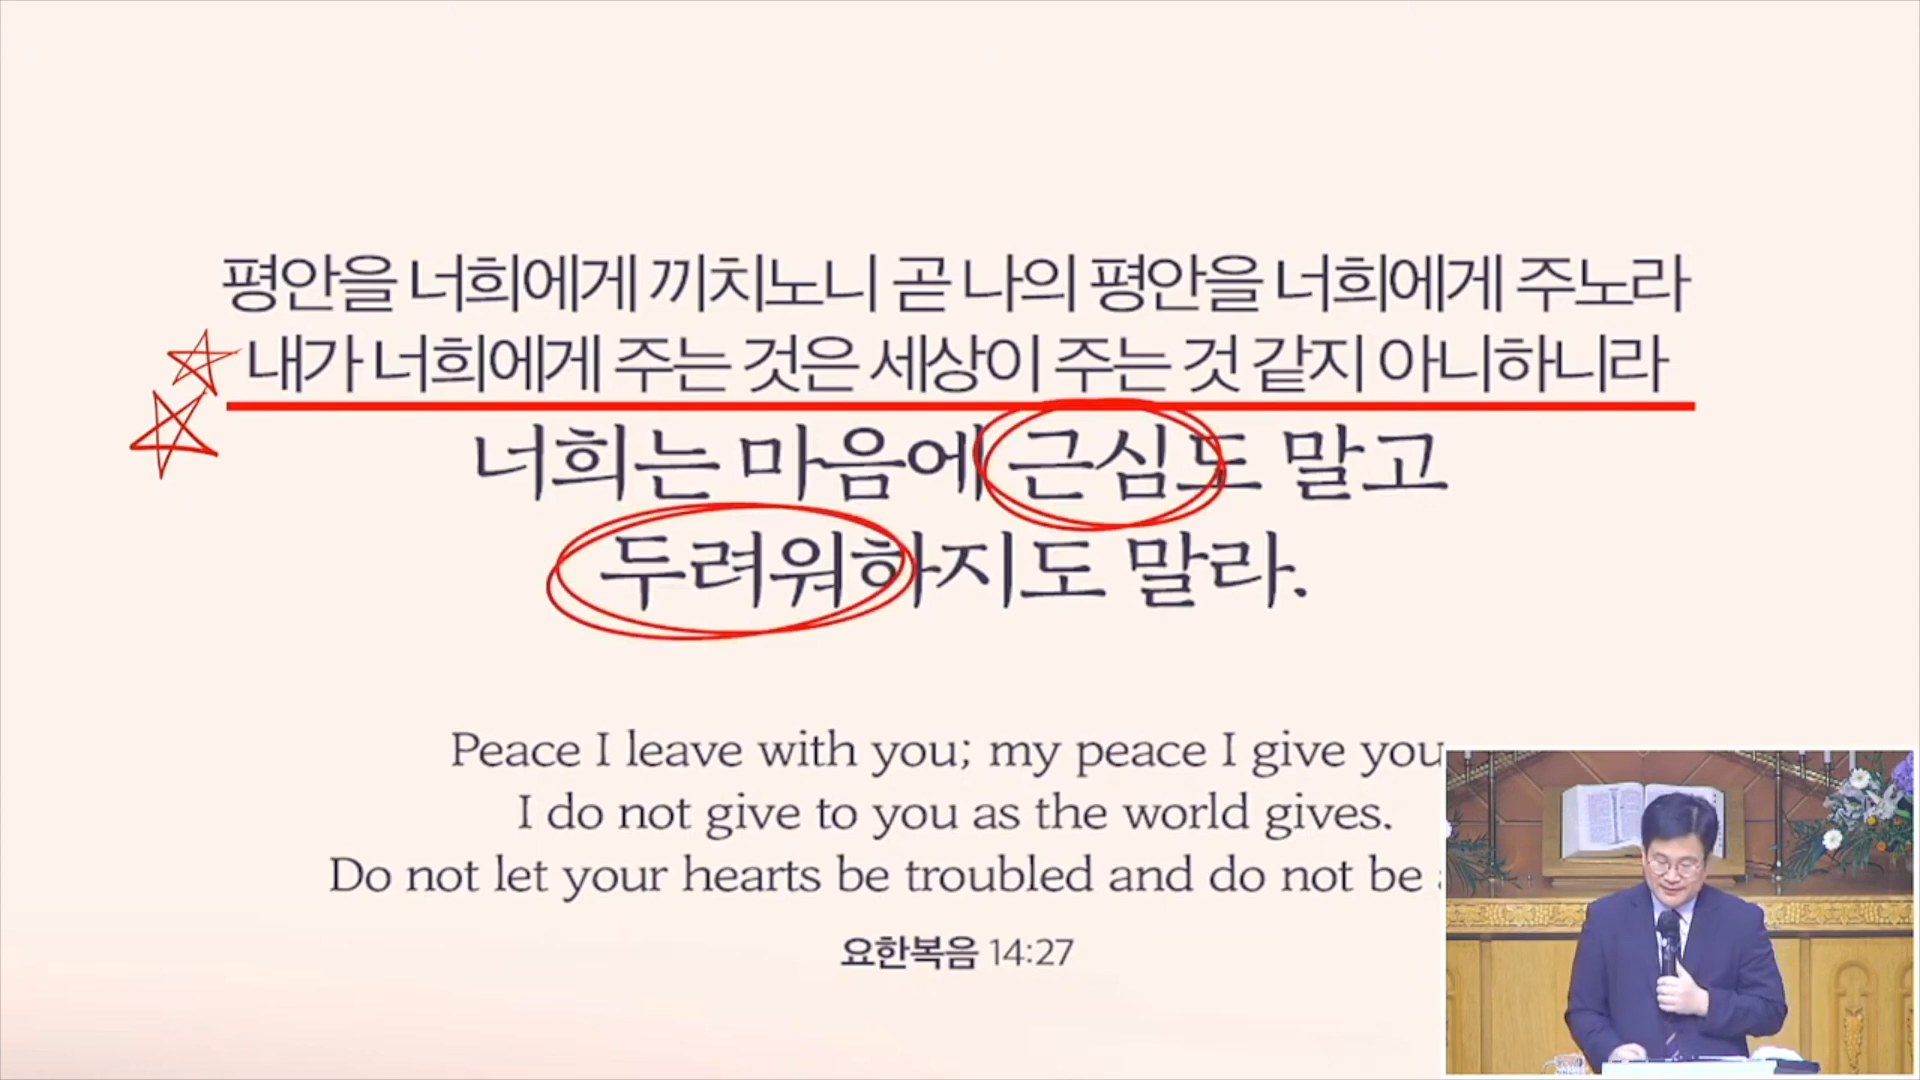 평안을 너희에게 끼치노니 곧 나의 평안을 너희에게 주노라
내가 너희에게 주는 것은 세상이 주는 것 같지 아니하니라
너희는 마음에 근심도 말고
두려워하지도 말라.
Peace I leave with you; my peace I give you
I do not give to you as the world gives.
Do not let your hearts be troubled and do not be
요한복음 14:27